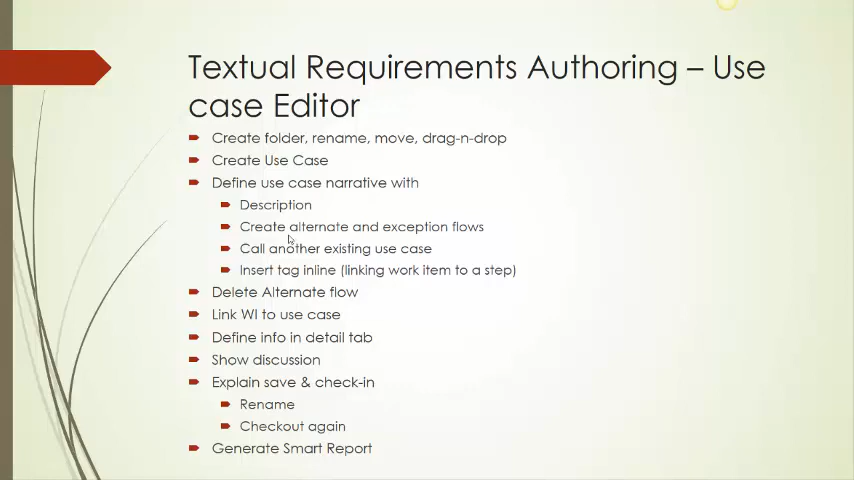 Textual Requirements Authoring – Use
case Editor
Create folder, rename, move, drag-n-drop
Create Use Case
Define use case narrative with
Description
Create alternate and exception flows
Call another existing use case
Insert tag inline (linking work item to a step)
Delete Alternate flow
Link WI to use case
Define info in detail tab
Show discussion
Explain save & check-in
Rename
Checkout again
Generate Smart Report